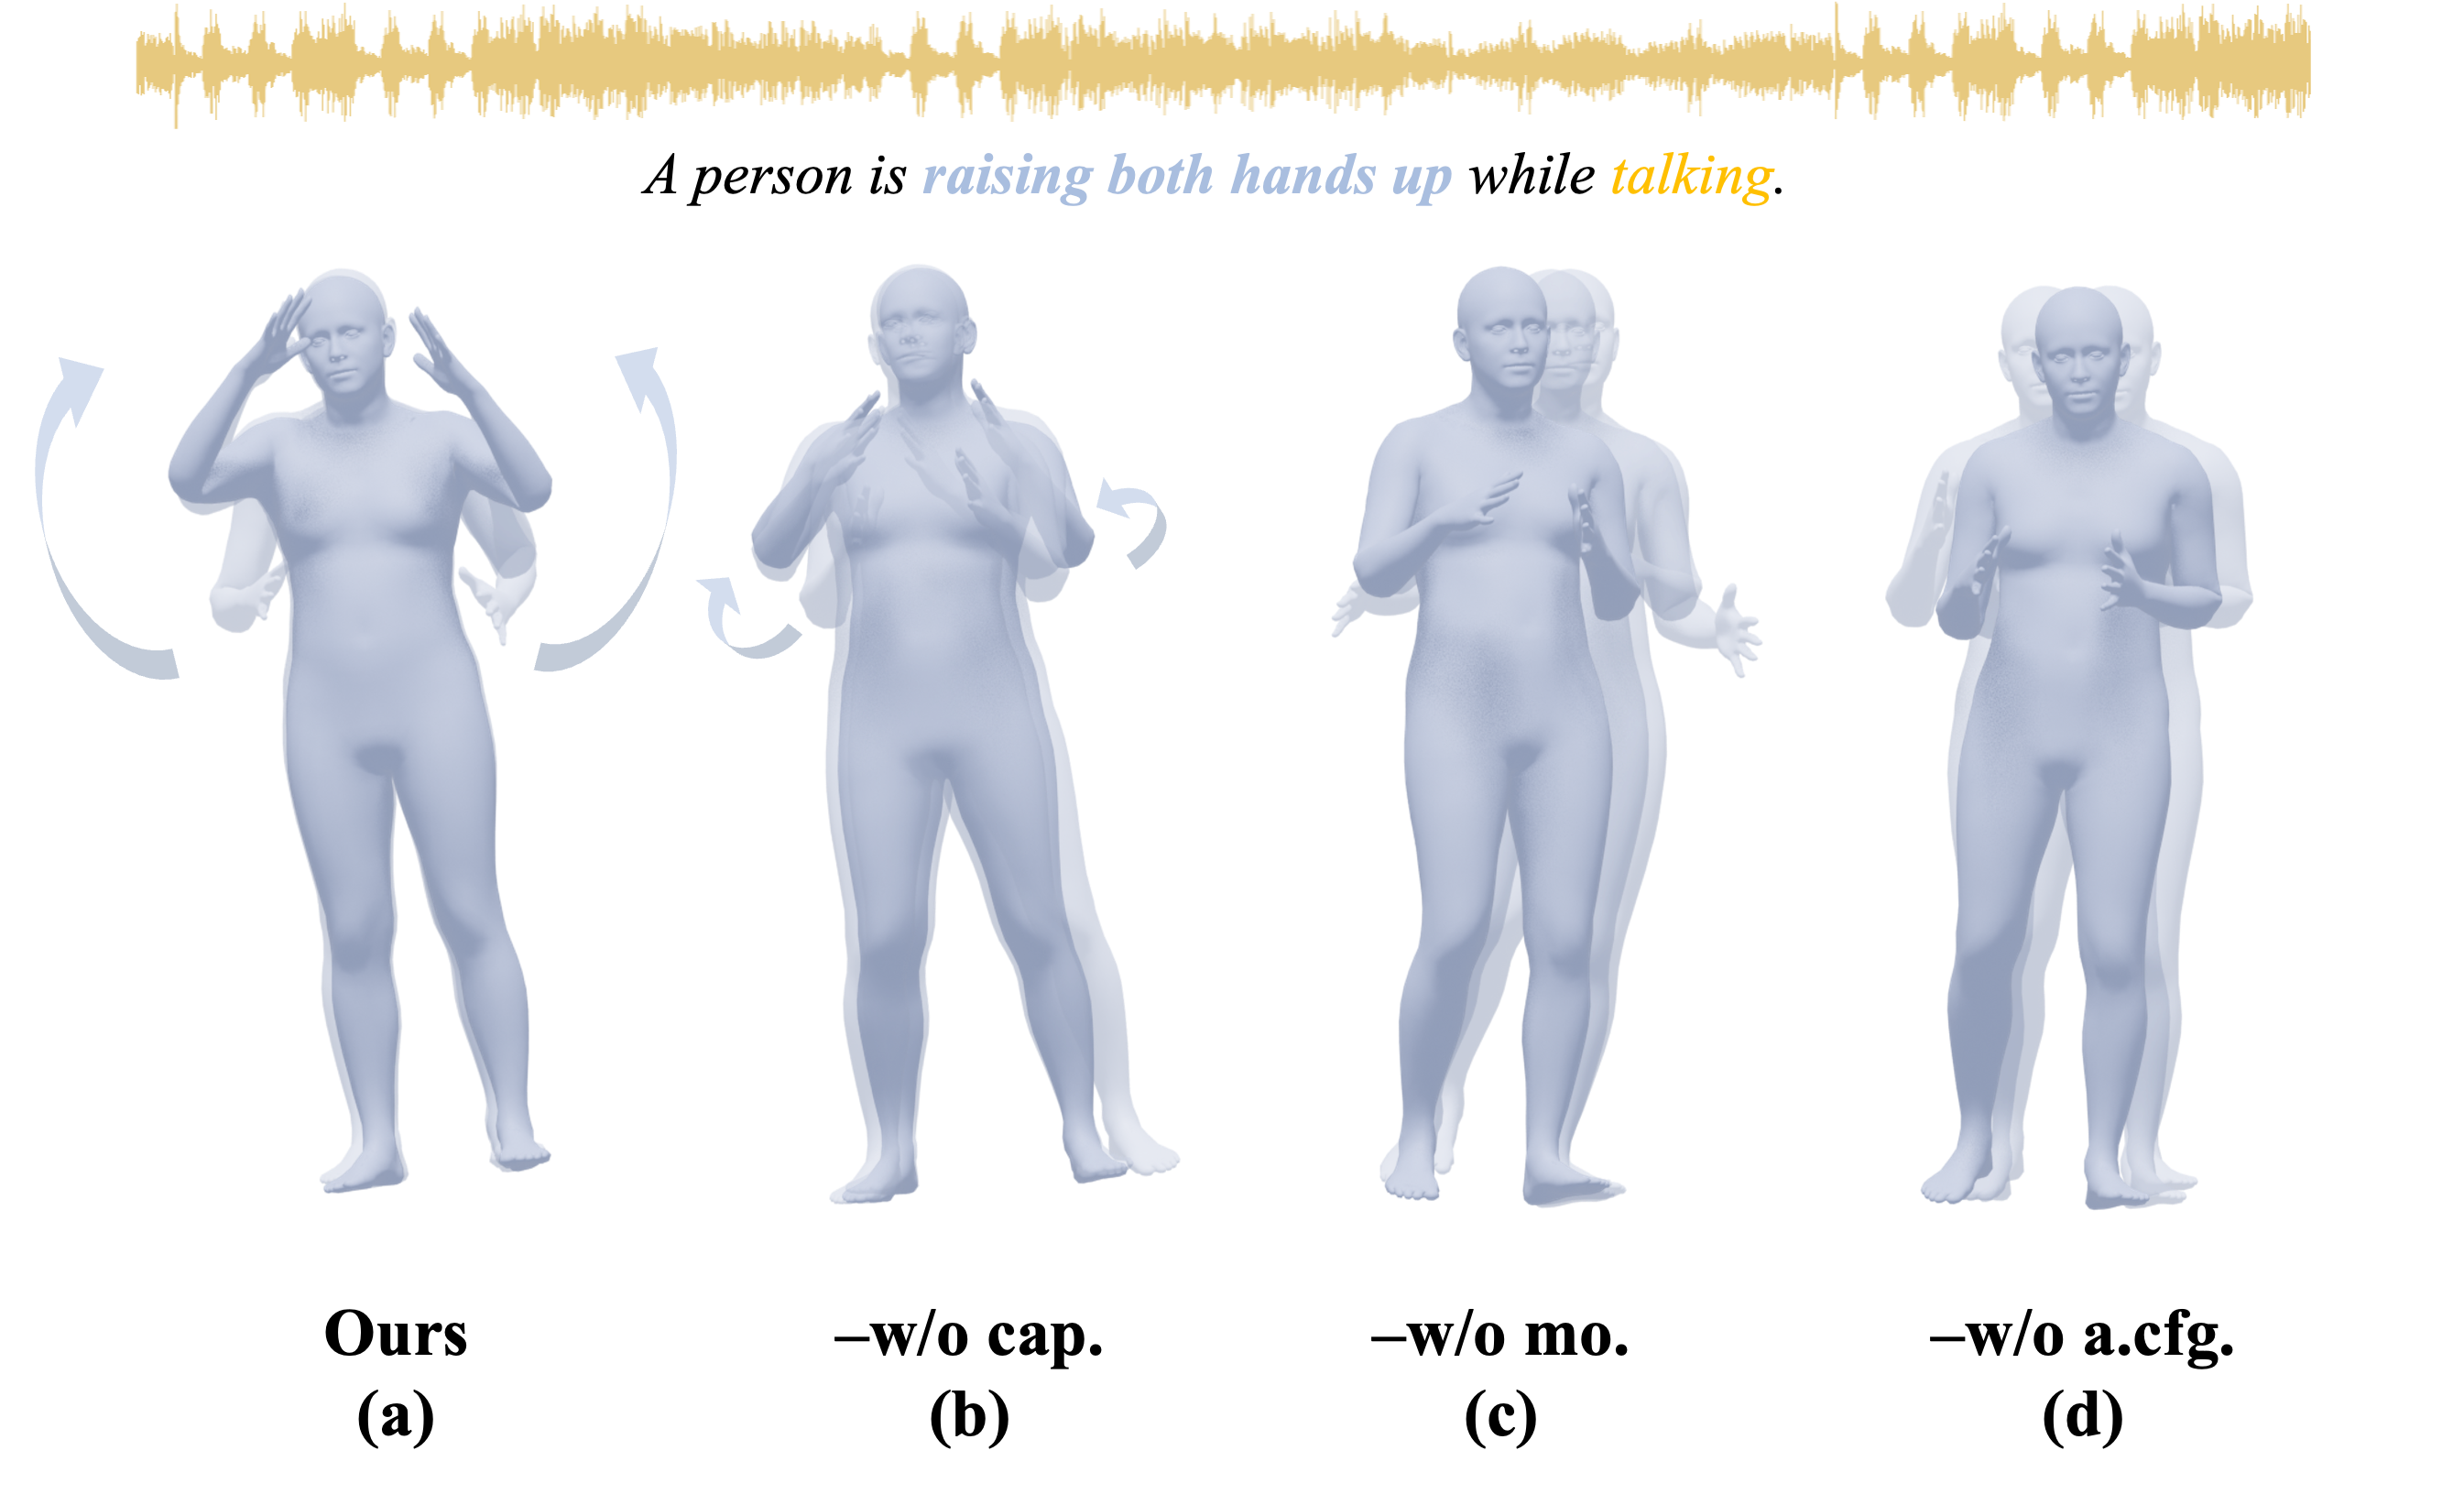 A person is raising both hands up while talking.
Ours –w/o cap. –w/o mo. –w/o a.cfg.
(a) (b) (c) (d)